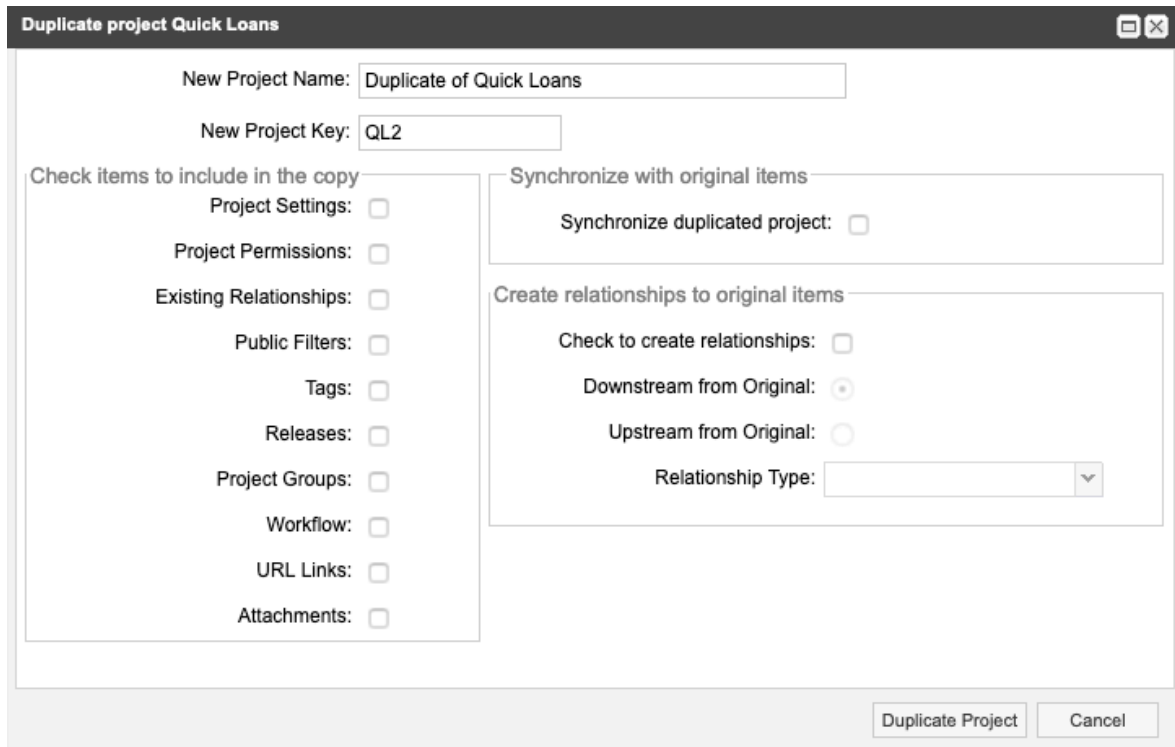 Duplicate project Quick Loans
New Project Name: Duplicate of Quick Loans
New Project Key: QL2
Check items to include in the copy
Project Settings:
Project Permissions:
Existing Relationships:
Public Filters:
Tags:
Releases:
Project Groups:
Workflow:
URL Links:
Attachments:
Synchronize with original items
Synchronize duplicated project:
Create relationships to original items
Check to create relationships:
Downstream from Original:
Upstream from Original:
Relationship Type:
Duplicate Project
Cancel